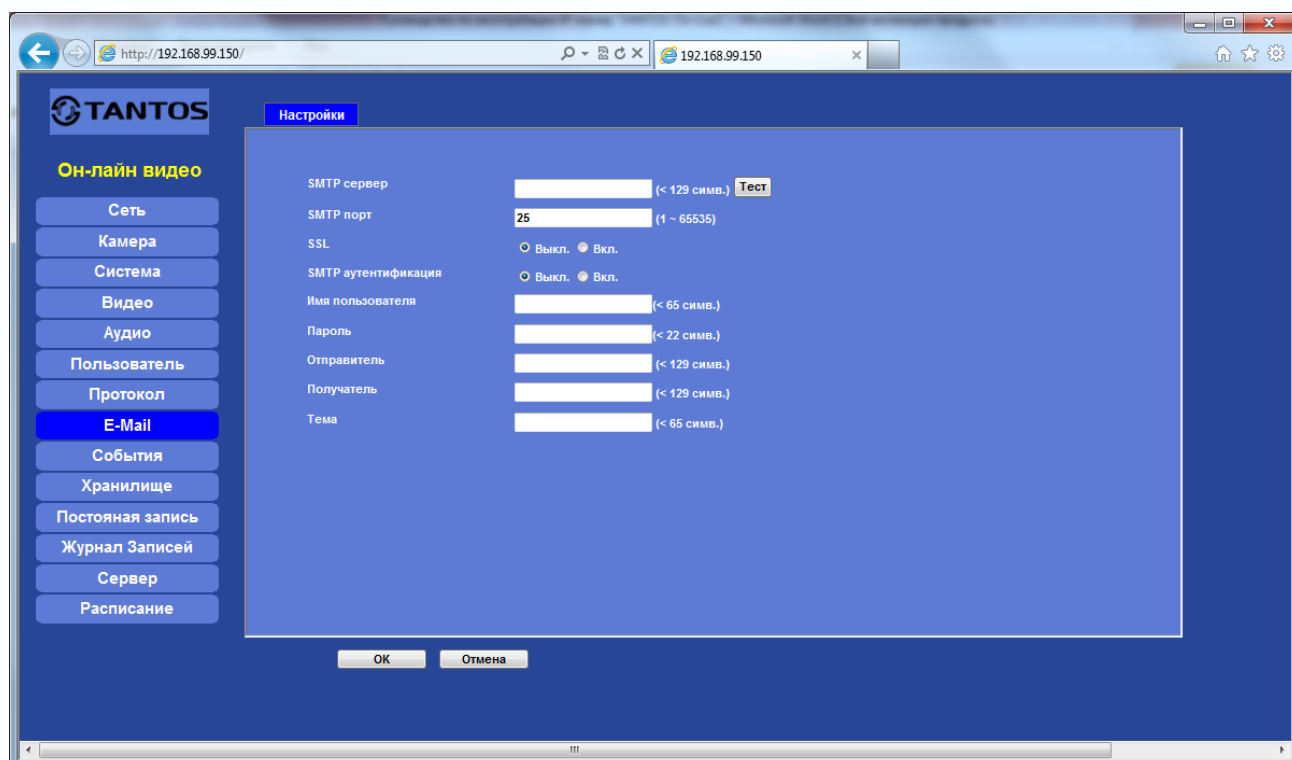 http://192.168.99.150/
192.168.99.150
TANTOS
Настройки
Он-лайн видео
Сеть
Камера
Система
Видео
Аудио
Пользователь
Протокол
E-Mail
События
Хранилище
Постояная запись
Журнал Записей
Сервер
Расписание
SMTP сервер (< 129 симв.) Тест
SMTP порт 25 (1 ~ 65535)
SSL Выкл. Вкл.
SMTP аутентификация Выкл. Вкл.
Имя пользователя (< 65 симв.)
Пароль (< 22 симв.)
Отправитель (< 129 симв.)
Получатель (< 129 симв.)
Тема (< 65 симв.)
OK Отмена